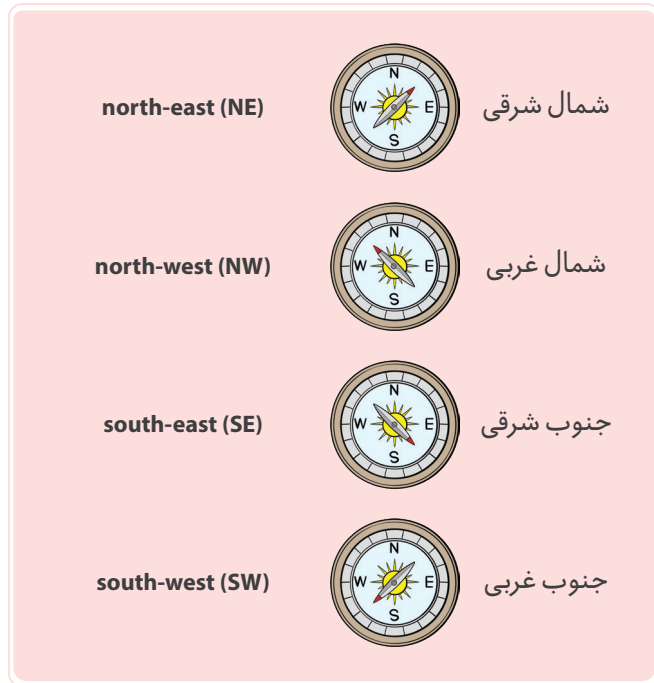 north-east (NE)
N
W E
S
شمال شرقی
north-west (NW)
N
W E
S
شمال غربی
south-east (SE)
N
W E
S
جنوب شرقی
south-west (SW)
N
W E
S
جنوب غربی